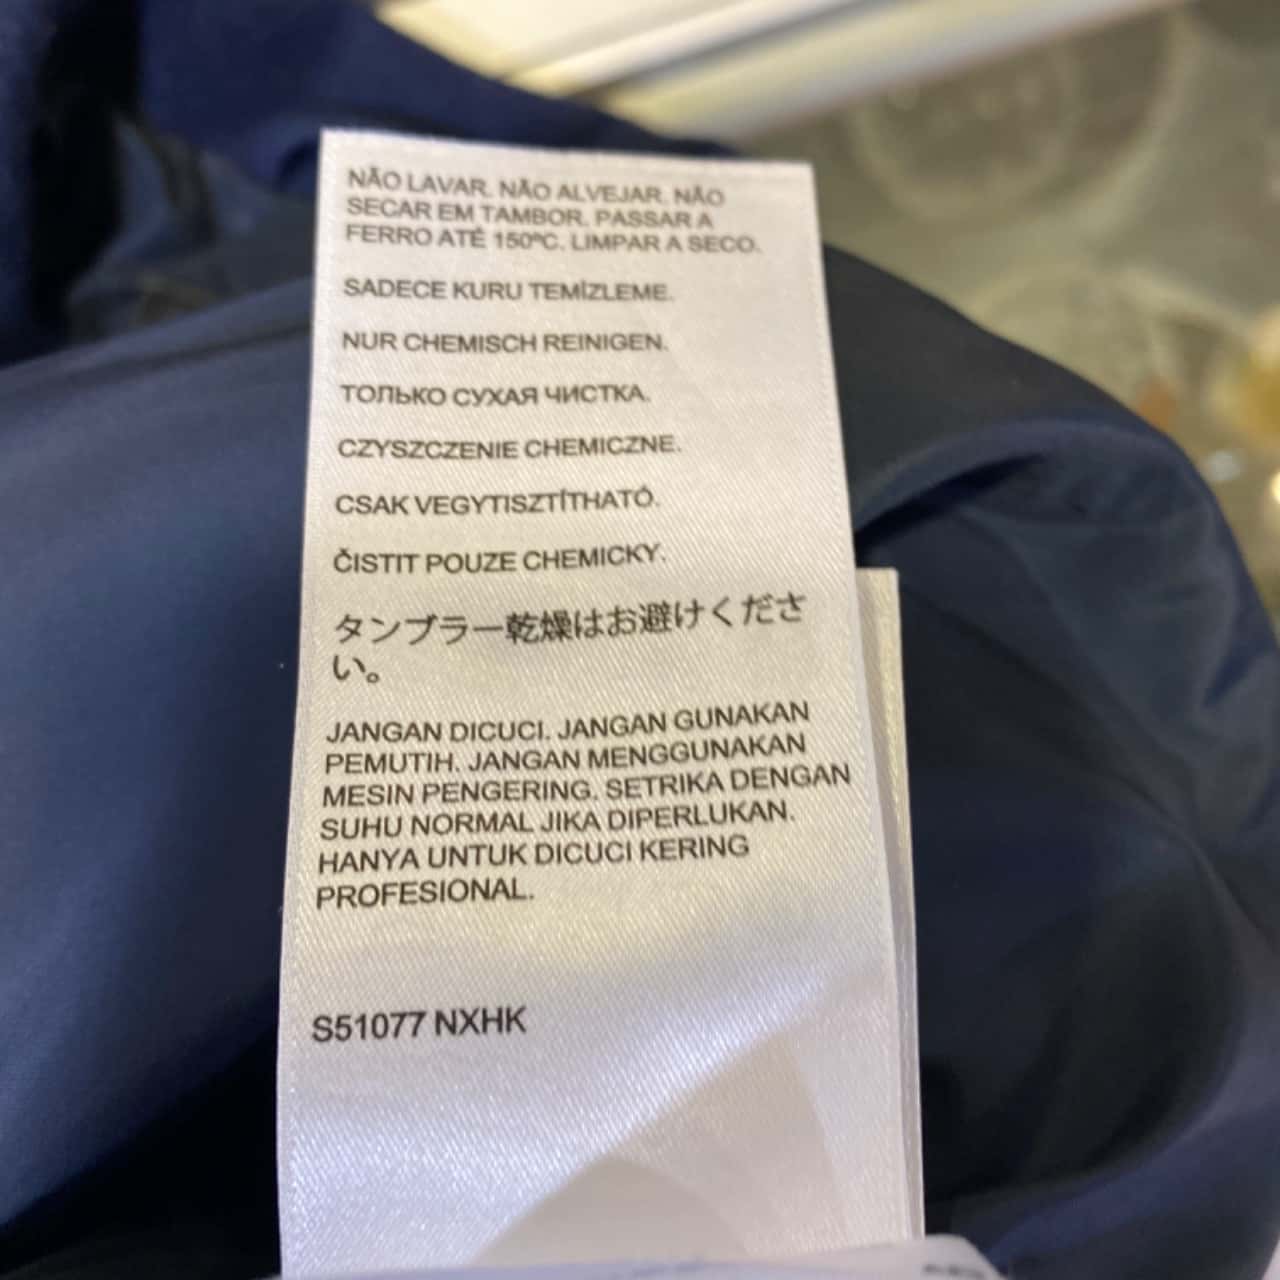 NÃO LAVAR. NÃO ALVEJAR. NÃO
SECAR EM TAMBOR. PASSAR A
FERRO ATÉ 150ºC. LIMPAR A SECO.
SADECE KURU TEMİZLEME.
NUR CHEMISCH REINIGEN.
ТОЛЬКО СУХАЯ ЧИСТКА.
CZYSZCZENIE CHEMICZNE.
CSAK VEGYTISZTÍTHATÓ.
ČISTIT POUZE CHEMICKY.
タンブラー乾燥はお避けくださ
い。
JANGAN DICUCI. JANGAN GUNAKAN
PEMUTIH. JANGAN MENGGUNAKAN
MESIN PENGERING. SETRIKA DENGAN
SUHU NORMAL JIKA DIPERLUKAN.
HANYA UNTUK DICUCI KERING
PROFESIONAL.
S51077 NXHK